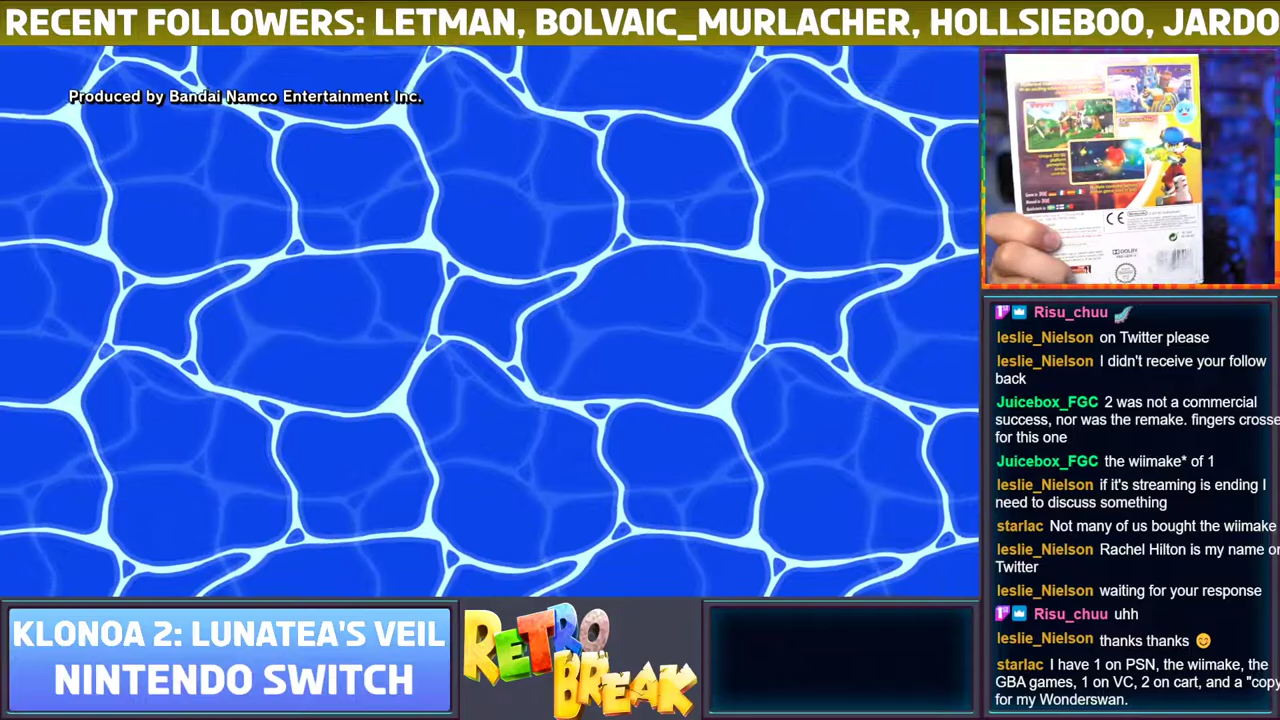 RECENT FOLLOWERS: LETMAN, BOLVAIC_MURLACHER, HOLLSIEBOO, JARDO
Produced by Bandai Namco Entertainment Inc.
Risu_chuu
leslie_Nielson on Twitter please
leslie_Nielson I didn't receive your follow
back
Juicebox_FGC 2 was not a commercial
success, nor was the remake. fingers crosse
for this one
Juicebox_FGC the wiimake* of 1
leslie_Nielson if it's streaming is ending I
need to discuss something
starlac Not many of us bought the wiimake
leslie_Nielson Rachel Hilton is my name on
Twitter
leslie_Nielson waiting for your response
Risu_chuu uhh
leslie_Nielson thanks thanks 😊
starlac I have 1 on PSN, the wiimake, the
GBA games, 1 on VC, 2 on cart, and a "copy
for my Wonderswan.
KLONOA 2: LUNATEA'S VEIL
NINTENDO SWITCH
RETRO
BREAK